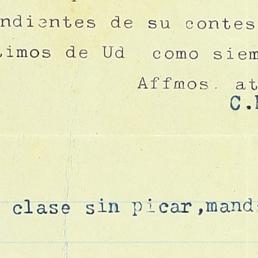 ndientes de su contes
imos de Ud como siem
Affmos. at
C.
clase sin picar,mand